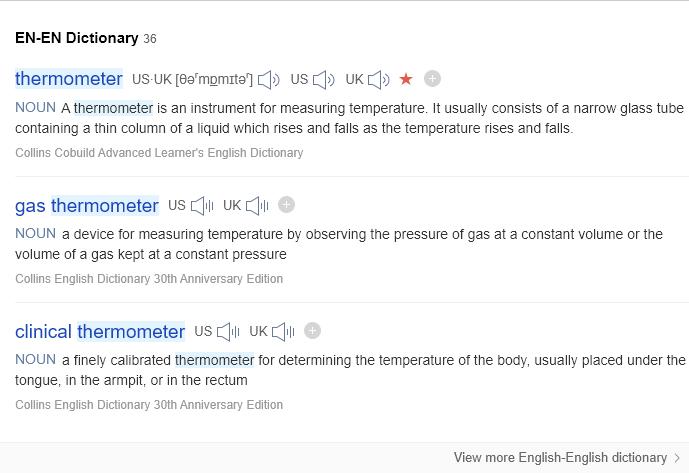 EN-EN Dictionary 36
thermometer US·UK [θəʳmɒmɪtəʳ] US UK
NOUN A thermometer is an instrument for measuring temperature. It usually consists of a narrow glass tube
containing a thin column of a liquid which rises and falls as the temperature rises and falls.
Collins Cobuild Advanced Learner's English Dictionary
gas thermometer US UK
NOUN a device for measuring temperature by observing the pressure of gas at a constant volume or the
volume of a gas kept at a constant pressure
Collins English Dictionary 30th Anniversary Edition
clinical thermometer US UK
NOUN a finely calibrated thermometer for determining the temperature of the body, usually placed under the
tongue, in the armpit, or in the rectum
Collins English Dictionary 30th Anniversary Edition
View more English-English dictionary